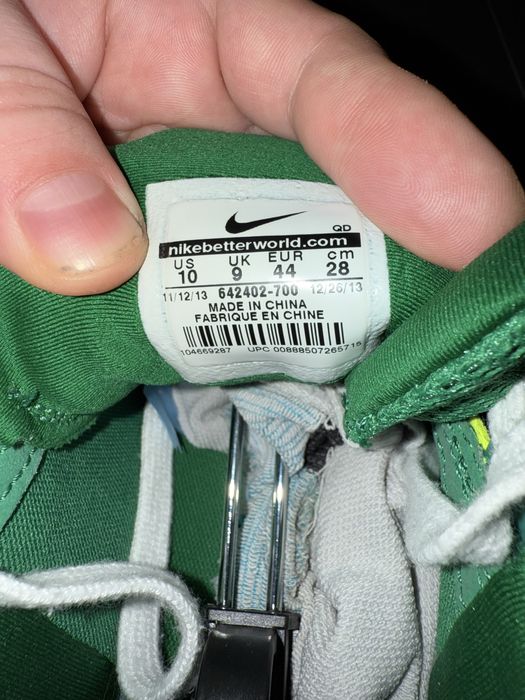 QD
nikebetterworld.com
US UK EUR cm
10 9 44 28
11/12/13 642402-700 12/26/13
MADE IN CHINA
FABRIQUE EN CHINE
104669287 UPC 00888507265715